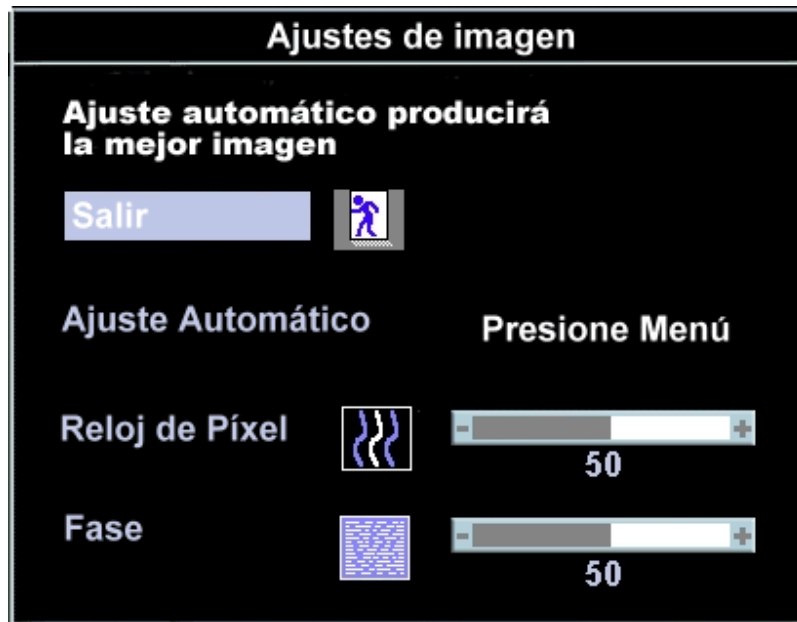 Ajustes de imagen
Ajuste automático producirá
la mejor imagen
Salir
Ajuste Automático
Presione Menú
Reloj de Píxel
- +
50
Fase
- +
50